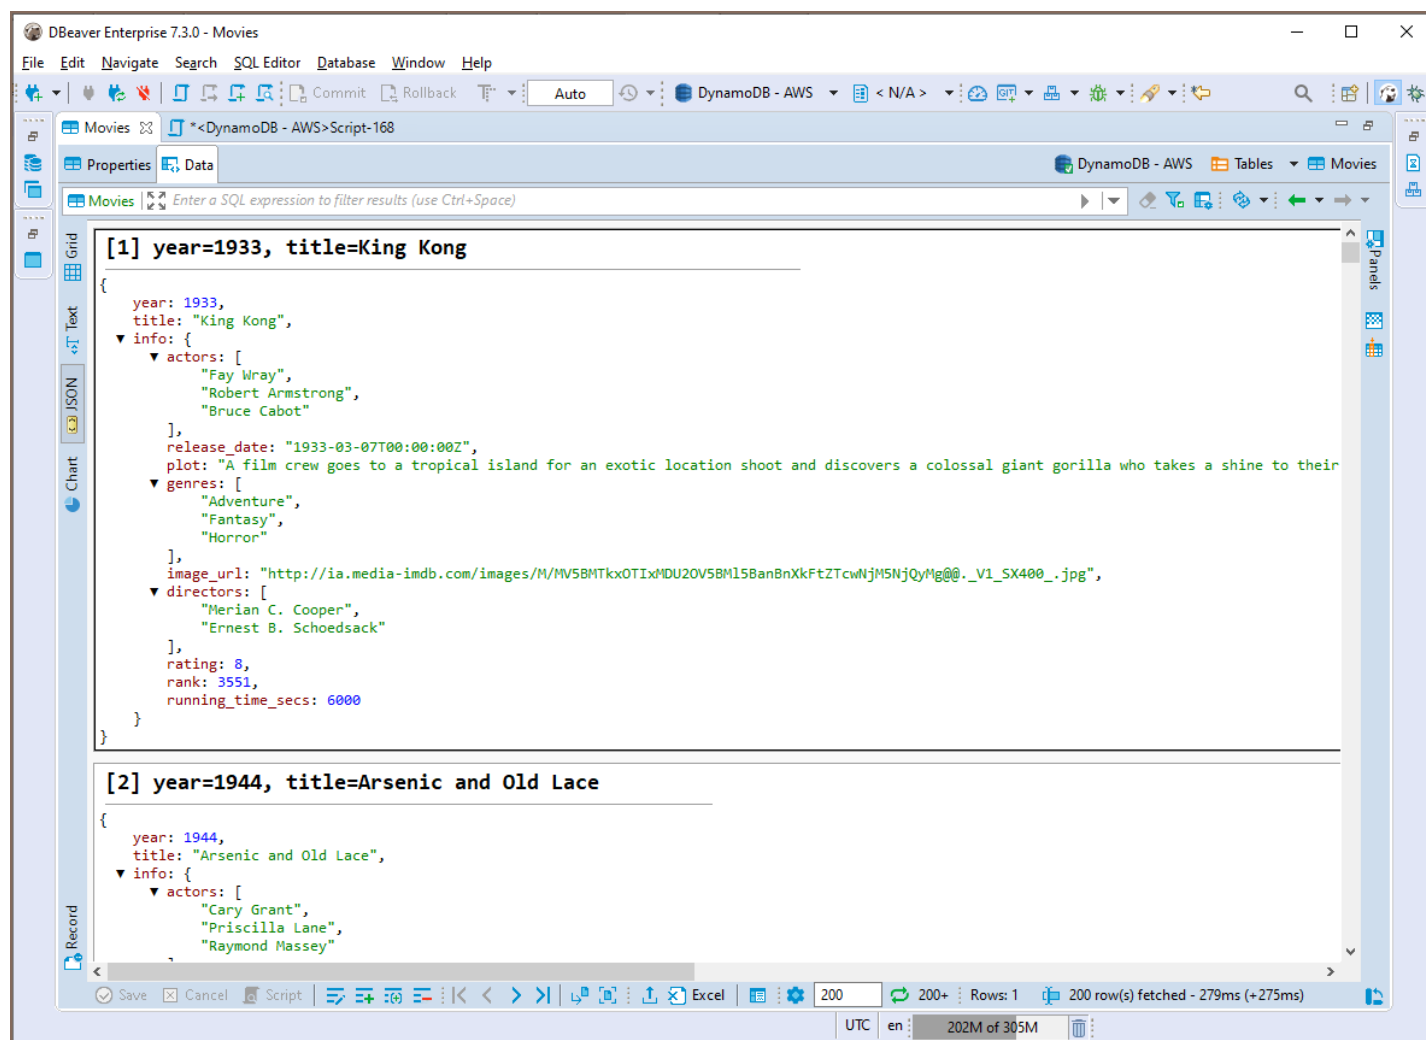 DBeaver Enterprise 7.3.0 - Movies
File Edit Navigate Search SQL Editor Database Window Help
Commit Rollback Auto DynamoDB - AWS < N/A > GIT
Movies *<DynamoDB - AWS>Script-168
Properties Data DynamoDB - AWS Tables Movies
Movies Enter a SQL expression to filter results (use Ctrl+Space)
Grid
Text
JSON
Chart
Record
Panels
[1] year=1933, title=King Kong
{
year: 1933,
title: "King Kong",
▼ info: {
▼ actors: [
"Fay Wray",
"Robert Armstrong",
"Bruce Cabot"
],
release_date: "1933-03-07T00:00:00Z",
plot: "A film crew goes to a tropical island for an exotic location shoot and discovers a colossal giant gorilla who takes a shine to their
▼ genres: [
"Adventure",
"Fantasy",
"Horror"
],
image_url: "http://ia.media-imdb.com/images/M/MV5BMTkxOTIxMDU2OV5BMl5BanBnXkFtZTcwNjM5NjQyMg@@._V1_SX400_.jpg",
▼ directors: [
"Merian C. Cooper",
"Ernest B. Schoedsack"
],
rating: 8,
rank: 3551,
running_time_secs: 6000
}
}
[2] year=1944, title=Arsenic and Old Lace
{
year: 1944,
title: "Arsenic and Old Lace",
▼ info: {
▼ actors: [
"Cary Grant",
"Priscilla Lane",
"Raymond Massey"
Save Cancel Script Excel 200 200+ Rows: 1 200 row(s) fetched - 279ms (+275ms)
UTC en 202M of 305M